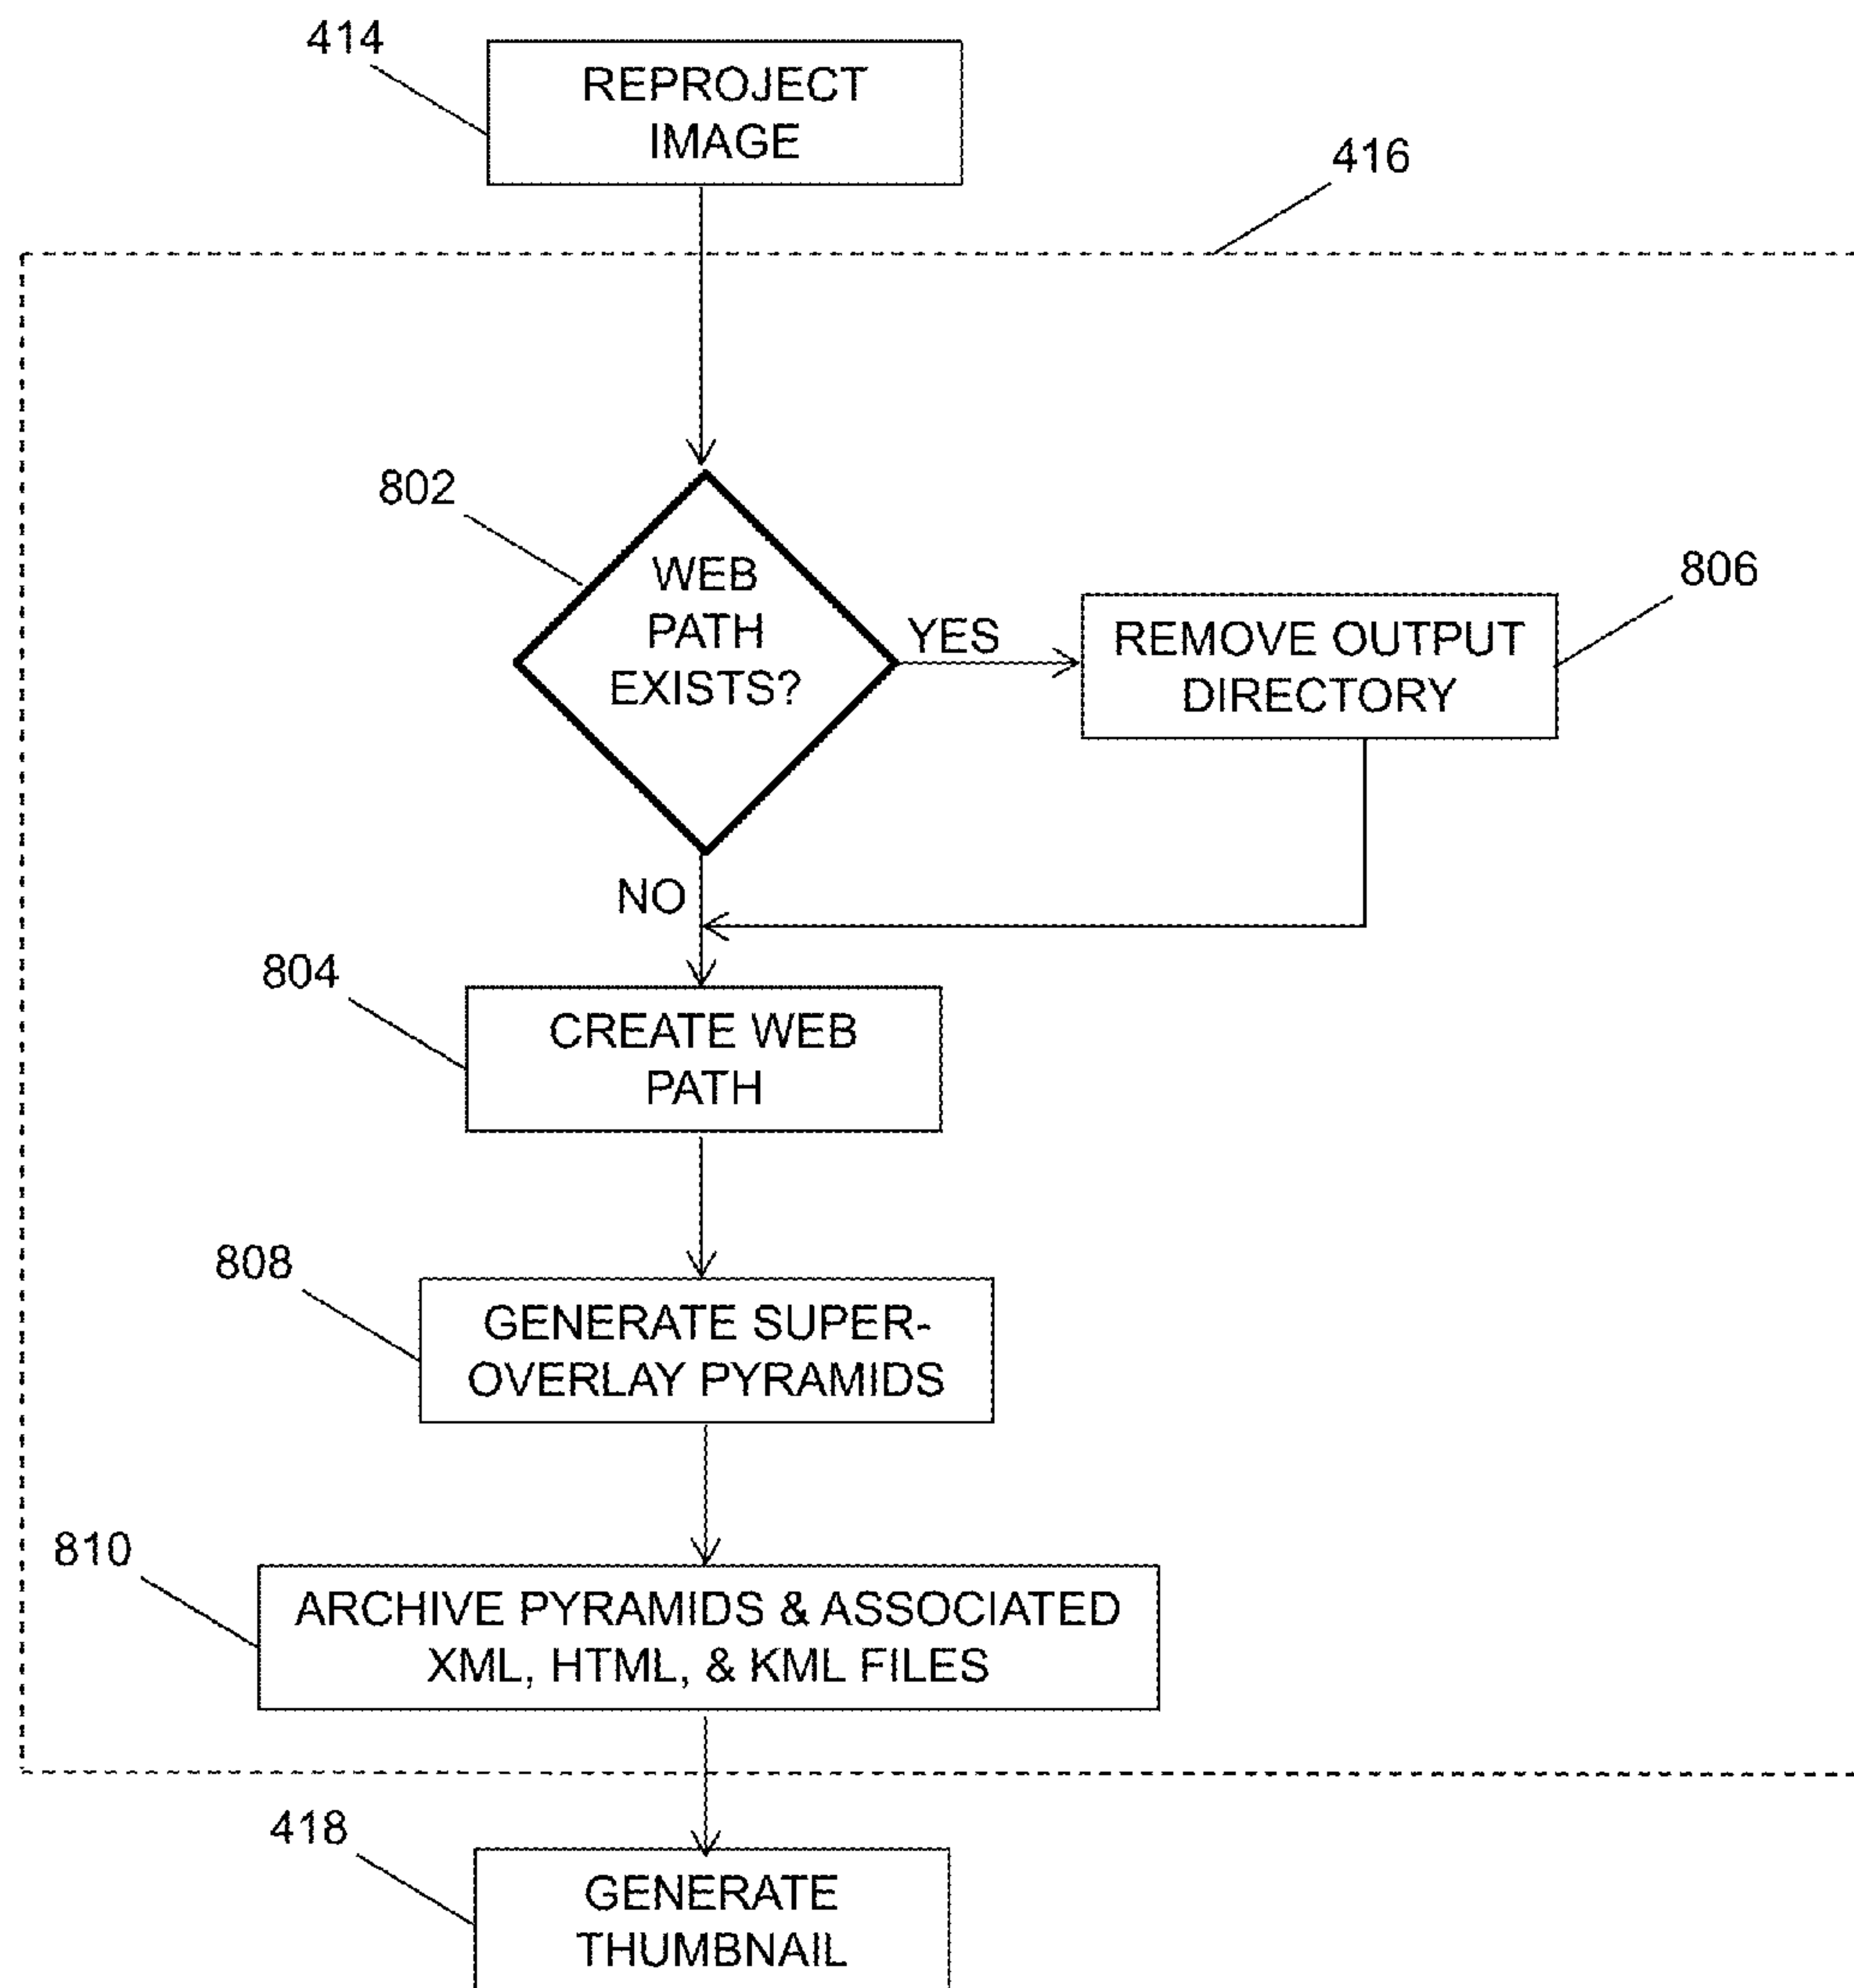 414
REPROJECT
IMAGE
416
802
WEB
PATH
EXISTS?
YES
806
REMOVE OUTPUT
DIRECTORY
NO
804
CREATE WEB
PATH
808
GENERATE SUPER-
OVERLAY PYRAMIDS
810
ARCHIVE PYRAMIDS & ASSOCIATED
XML, HTML, & KML FILES
418
GENERATE
THUMBNAIL